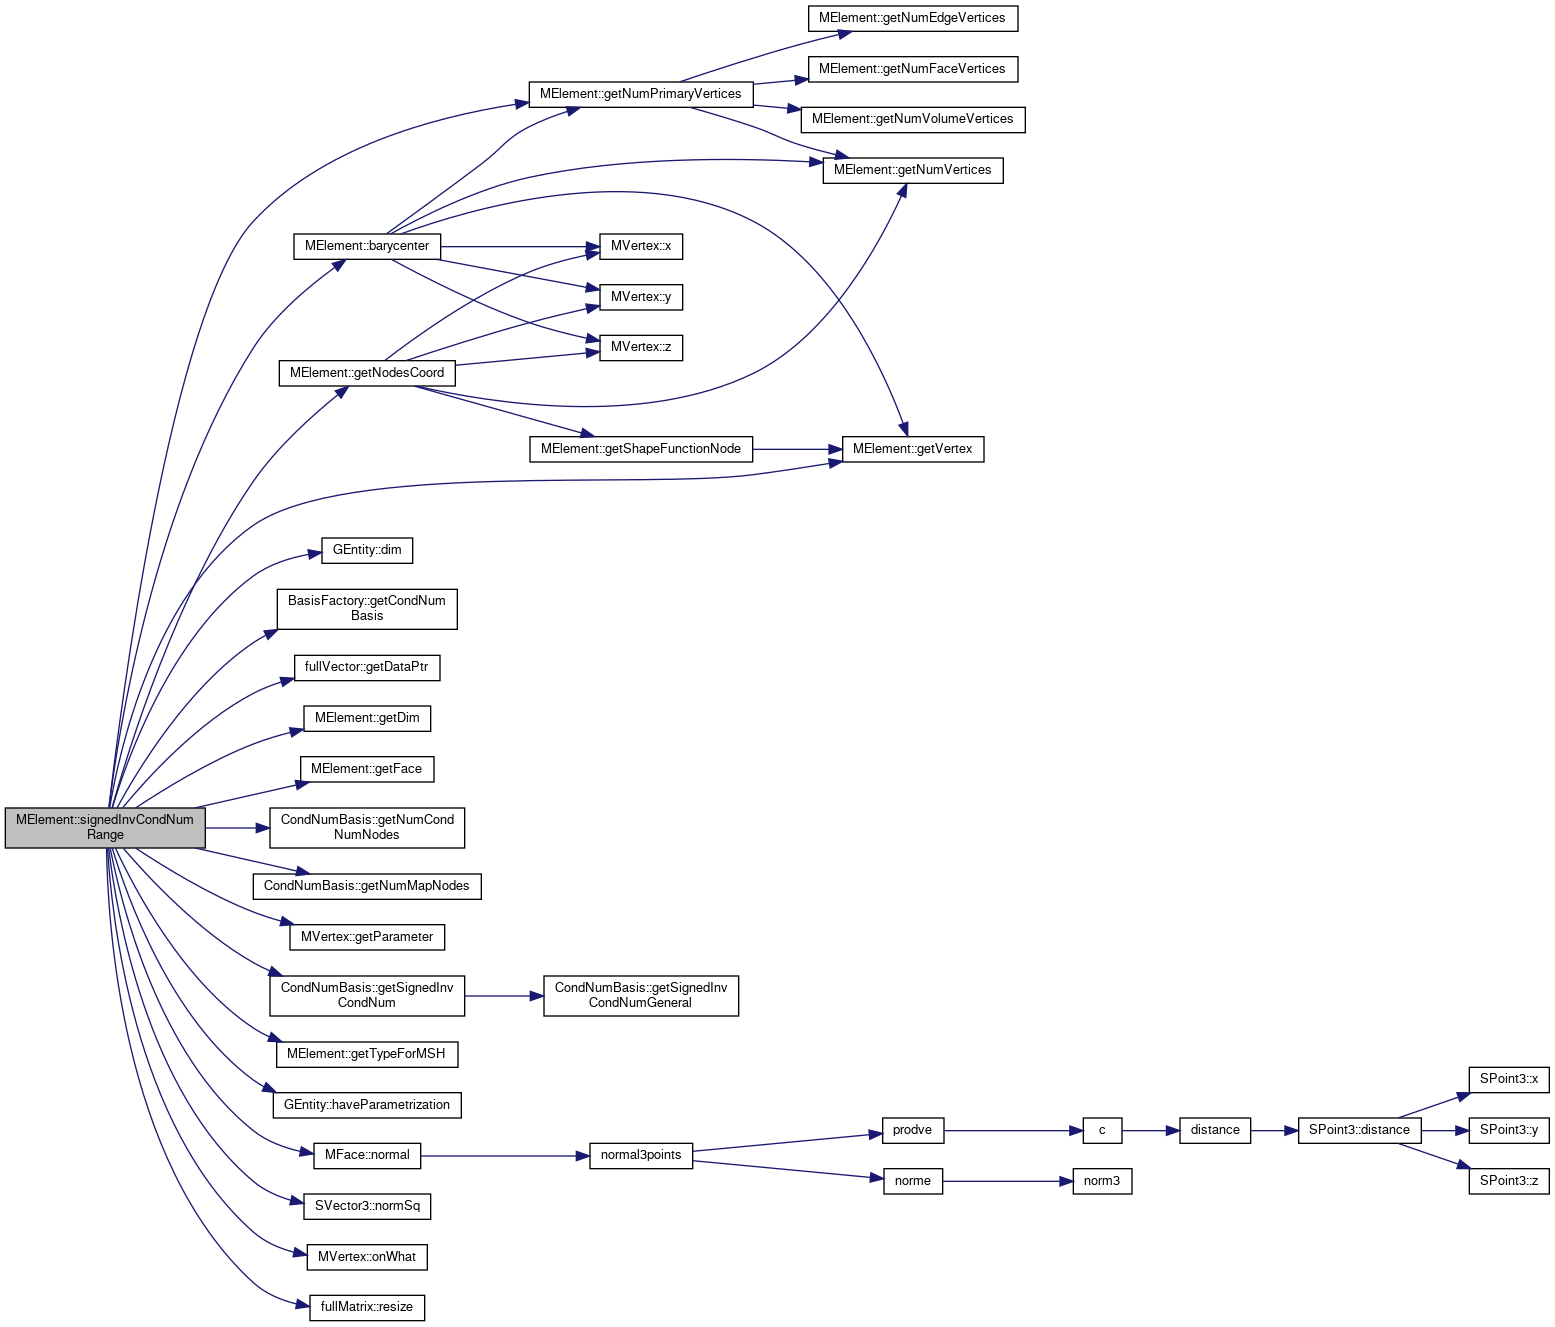 MElement::getNumEdgeVertices
MElement::getNumFaceVertices
MElement::getNumPrimaryVertices
MElement::getNumVolumeVertices
MElement::getNumVertices
MElement::barycenter
MVertex::x
MVertex::y
MVertex::z
MElement::getNodesCoord
MElement::getShapeFunctionNode
MElement::getVertex
GEntity::dim
BasisFactory::getCondNum
Basis
fullVector::getDataPtr
MElement::getDim
MElement::getFace
MElement::signedInvCondNum
Range
CondNumBasis::getNumCond
NumNodes
CondNumBasis::getNumMapNodes
MVertex::getParameter
CondNumBasis::getSignedInv
CondNum
CondNumBasis::getSignedInv
CondNumGeneral
MElement::getTypeForMSH
GEntity::haveParametrization
MFace::normal
normal3points
prodve
c
distance
SPoint3::distance
SPoint3::x
SPoint3::y
SPoint3::z
norme
norm3
SVector3::normSq
MVertex::onWhat
fullMatrix::resize